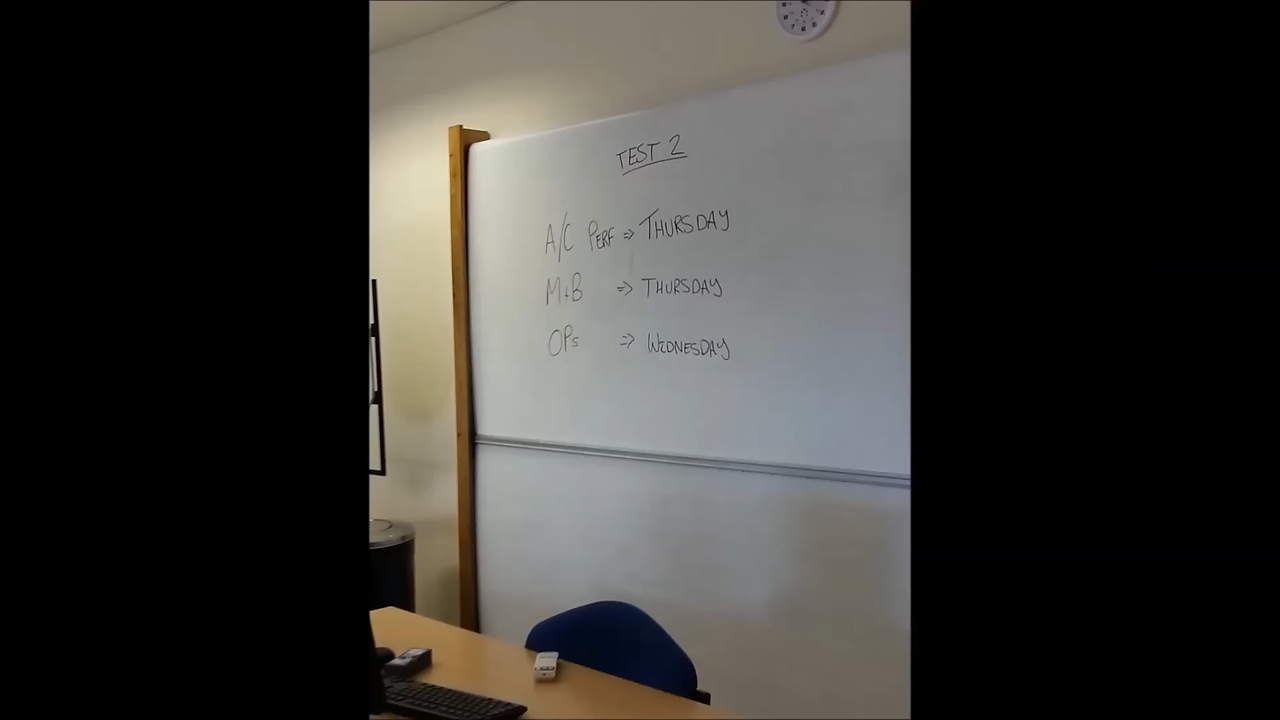 TEST 2
A/C PERF => THURSDAY
M+B => THURSDAY
OPs => WEDNESDAY